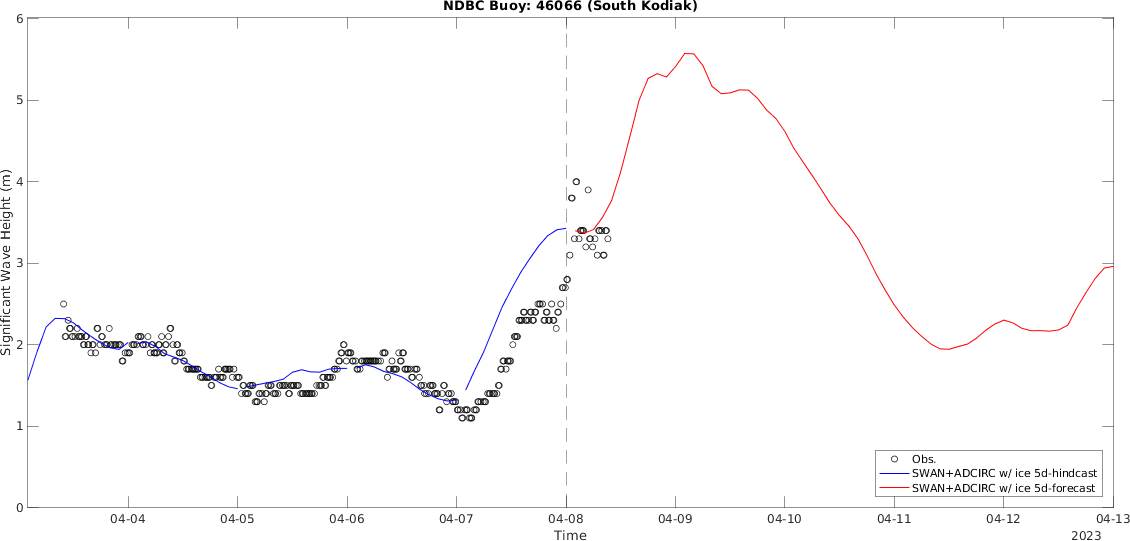 NDBC Buoy: 46066 (South Kodiak)
6
5
4
3
2
1
0
Significant Wave Height (m)
Obs.
SWAN+ADCIRC w/ ice 5d-hindcast
SWAN+ADCIRC w/ ice 5d-forecast
04-04 04-05 04-06 04-07 04-08 04-09 04-10 04-11 04-12 04-13
Time
2023